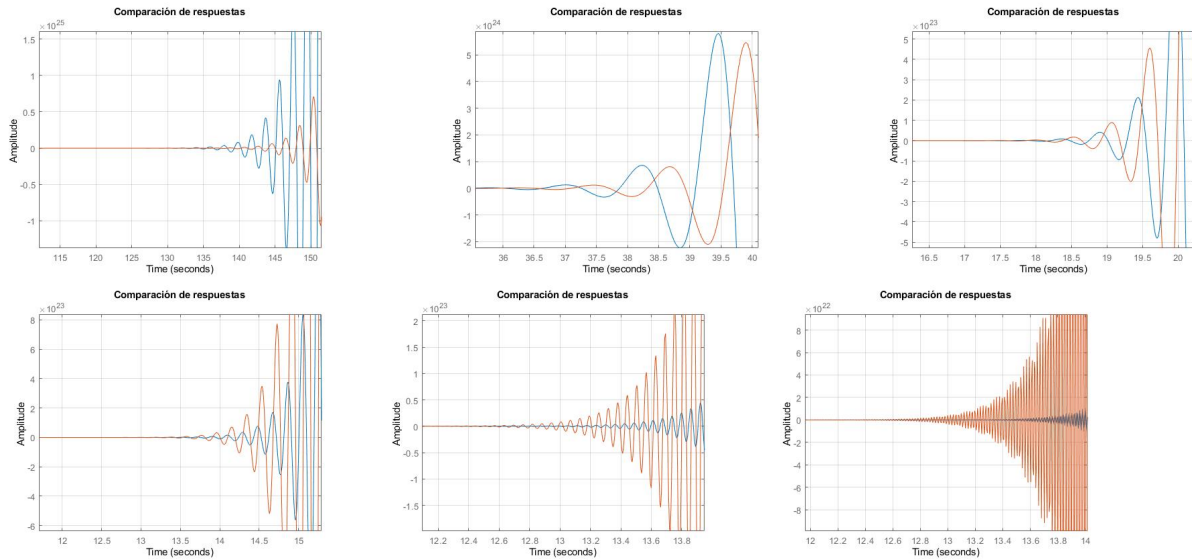 Comparación de respuestas
×10^25
1.5
1
0.5
0
-0.5
-1
Amplitude
115 120 125 130 135 140 145 150
Time (seconds)
Comparación de respuestas
×10^24
5
4
3
2
1
0
-1
-2
Amplitude
36 36.5 37 37.5 38 38.5 39 39.5 40
Time (seconds)
Comparación de respuestas
×10^23
5
4
3
2
1
0
-1
-2
-3
-4
-5
Amplitude
16.5 17 17.5 18 18.5 19 19.5 20
Time (seconds)
Comparación de respuestas
×10^23
8
6
4
2
0
-2
-4
-6
Amplitude
12 12.5 13 13.5 14 14.5 15
Time (seconds)
Comparación de respuestas
×10^23
2
1.5
1
0.5
0
-0.5
-1
-1.5
Amplitude
12.2 12.4 12.6 12.8 13 13.2 13.4 13.6 13.8
Time (seconds)
Comparación de respuestas
×10^22
8
6
4
2
0
-2
-4
-6
-8
Amplitude
12 12.2 12.4 12.6 12.8 13 13.2 13.4 13.6 13.8 14
Time (seconds)